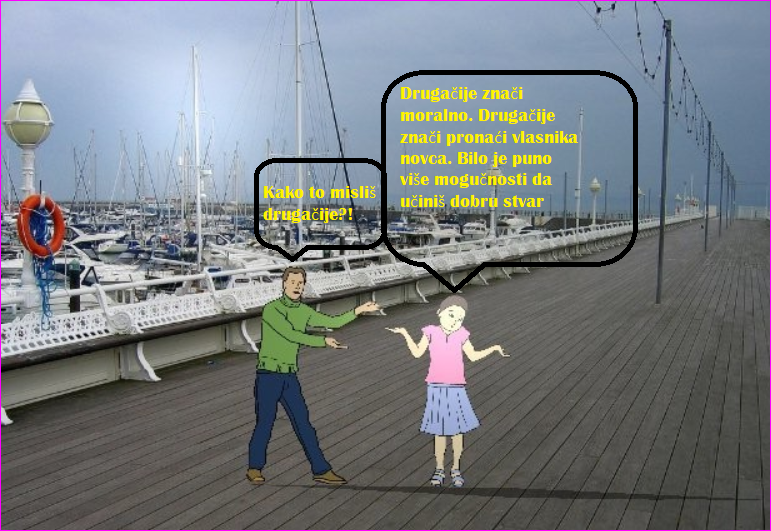 Kako to misliš
drugačije?!
Drugačije znači
moralno. Drugačije
znači pronaći vlasnika
novca. Bilo je puno
više mogučnosti da
učiniš dobru stvar